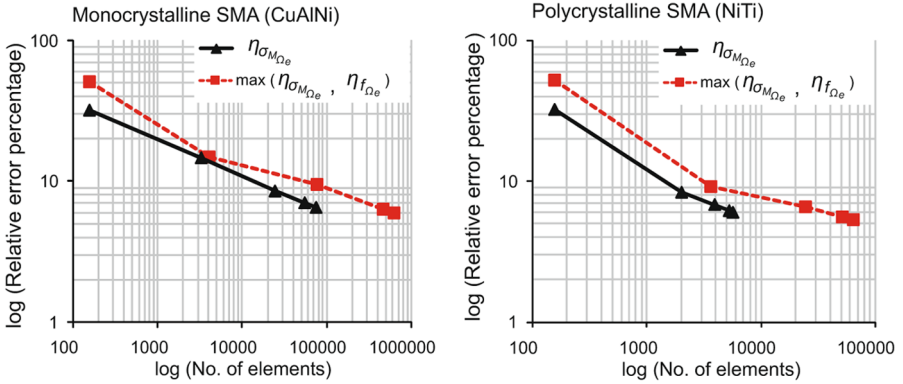 Monocrystalline SMA (CuAlNi)
log (Relative error percentage)
100
10
1
ησMΩe
max (ησMΩe , ηfΩe)
100 1000 10000 100000 1000000
log (No. of elements)
Polycrystalline SMA (NiTi)
log (Relative error percentage)
100
10
1
ησMΩe
max (ησMΩe , ηfΩe)
100 1000 10000 100000
log (No. of elements)